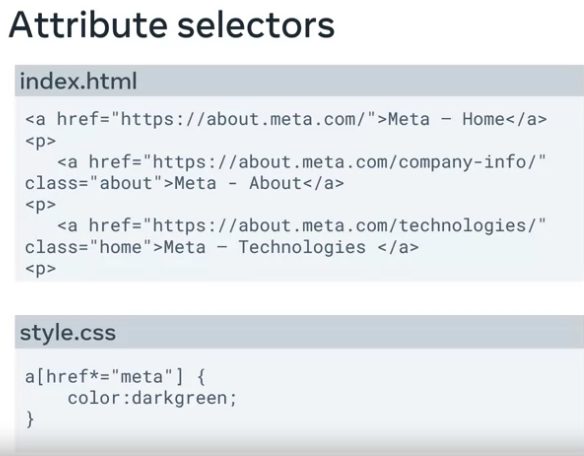 Attribute selectors
index.html
<a href="https://about.meta.com/">Meta – Home</a>
<p>
<a href="https://about.meta.com/company-info/"
class="about">Meta - About</a>
<p>
<a href="https://about.meta.com/technologies/"
class="home">Meta – Technologies </a>
<p>
style.css
a[href*="meta"] {
color:darkgreen;
}